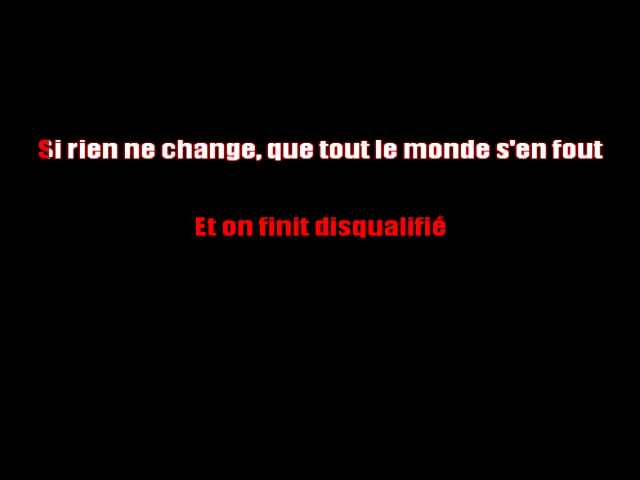 Si rien ne change, que tout le monde s'en fout
Et on finit disqualifié